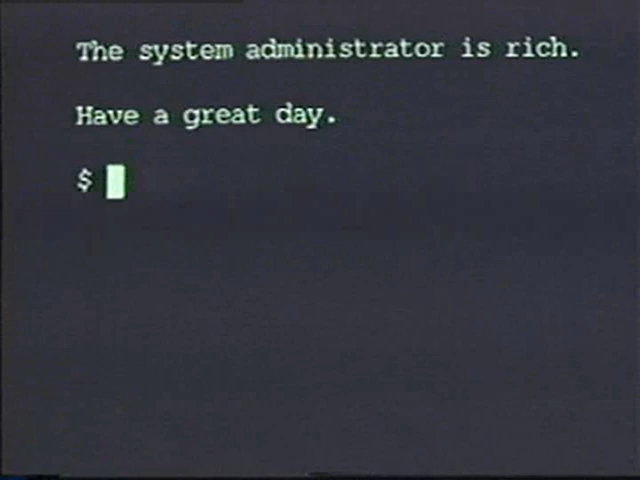 The system administrator is rich.
Have a great day.
$